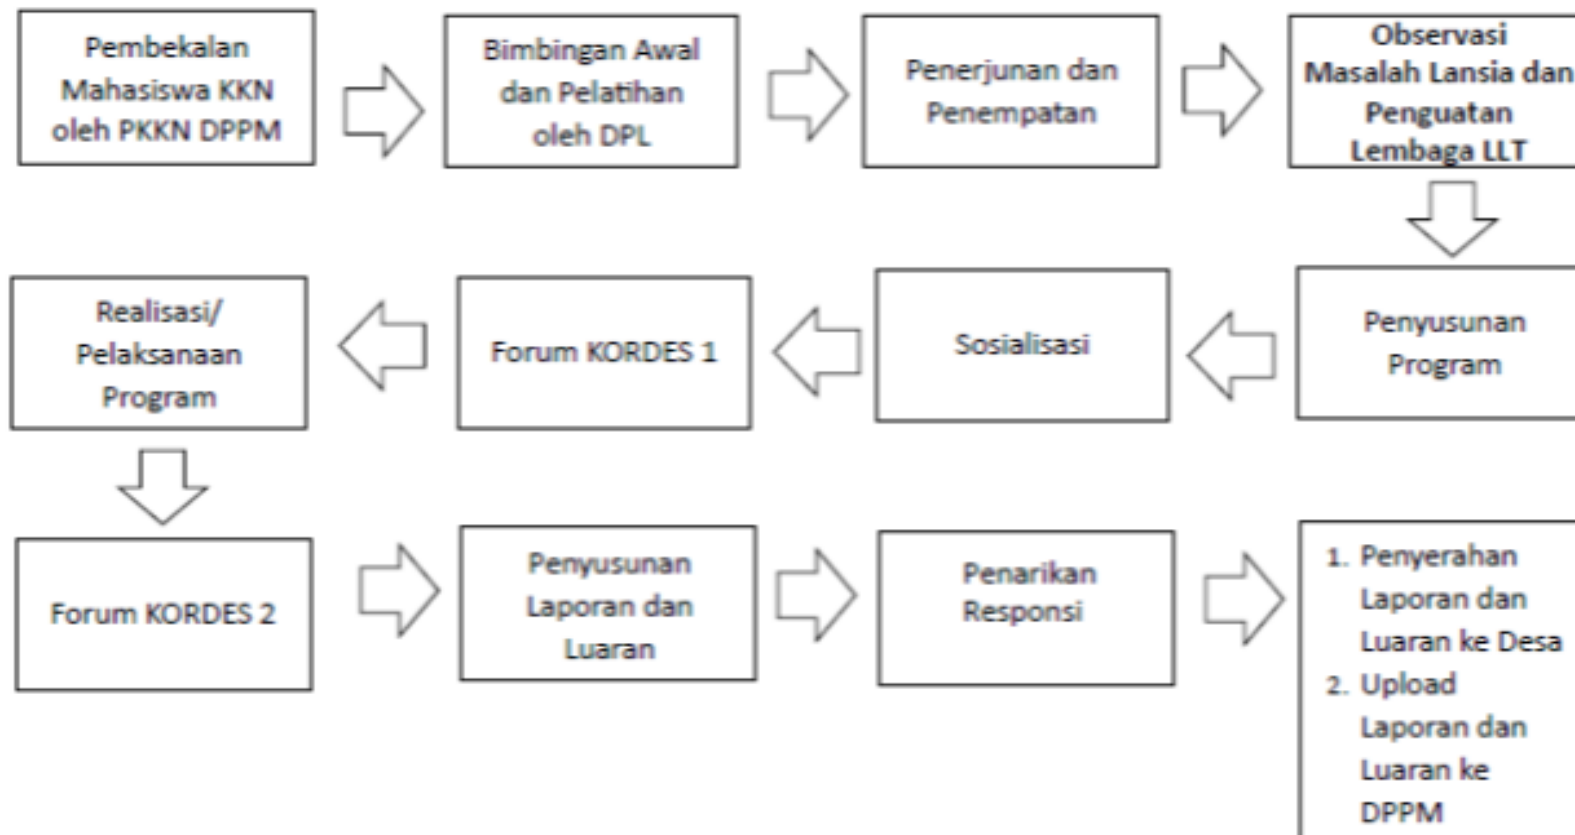 Pembekalan
Mahasiswa KKN
oleh PKKN DPPM
Bimbingan Awal
dan Pelatihan
oleh DPL
Penerjunan dan
Penempatan
Observasi
Masalah Lansia dan
Penguatan
Lembaga LLT
Penyusunan
Program
Sosialisasi
Forum KORDES 1
Realisasi/
Pelaksanaan
Program
Forum KORDES 2
Penyusunan
Laporan dan
Luaran
Penarikan
Responsi
1. Penyerahan
Laporan dan
Luaran ke Desa
2. Upload
Laporan dan
Luaran ke
DPPM